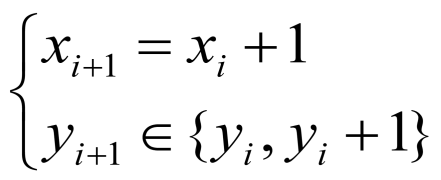 x_{i+1} = x_i + 1
y_{i+1} ∈ {y_i, y_i + 1}